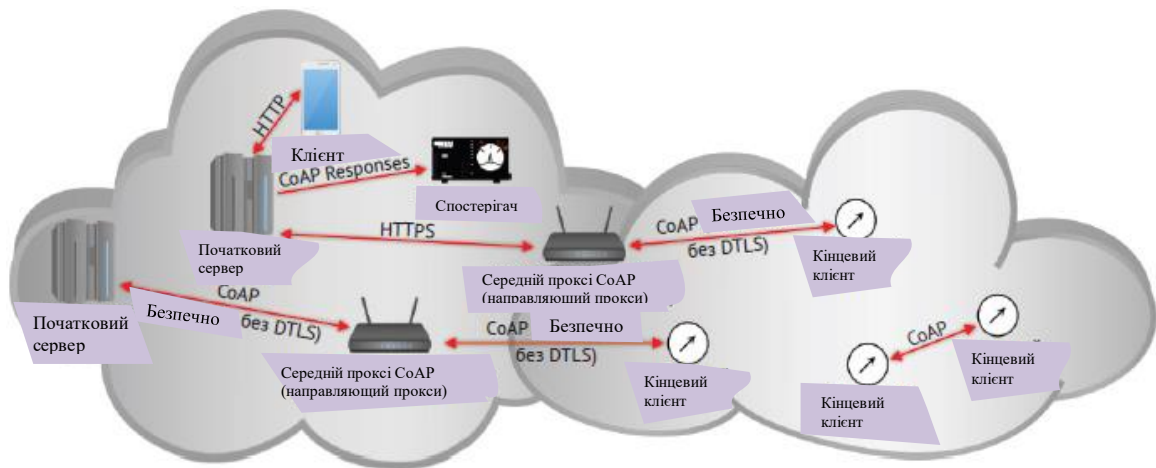 HTTP
Клієнт
CoAP Responses
Спостерігач
Початковий
сервер
HTTPS
CoAP
Безпечно
без DTLS)
Кінцевий
клієнт
Середній проксі CoAP
(направляющий прокси)
Початковий
сервер
CoAP
Безпечно
без DTLS)
Середній проксі CoAP
(направляющий прокси)
CoAP
Безпечно
без DTLS)
Кінцевий
клієнт
CoAP
Кінцевий
клієнт
Кінцевий
клієнт